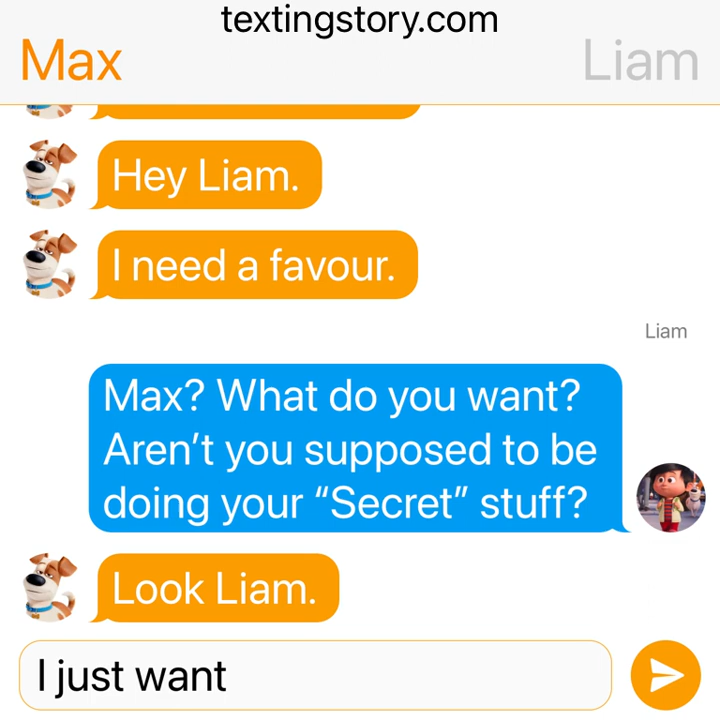 textingstory.com
Max
Liam
Hey Liam.
I need a favour.
Liam
Max? What do you want?
Aren’t you supposed to be
doing your “Secret” stuff?
Look Liam.
I just want